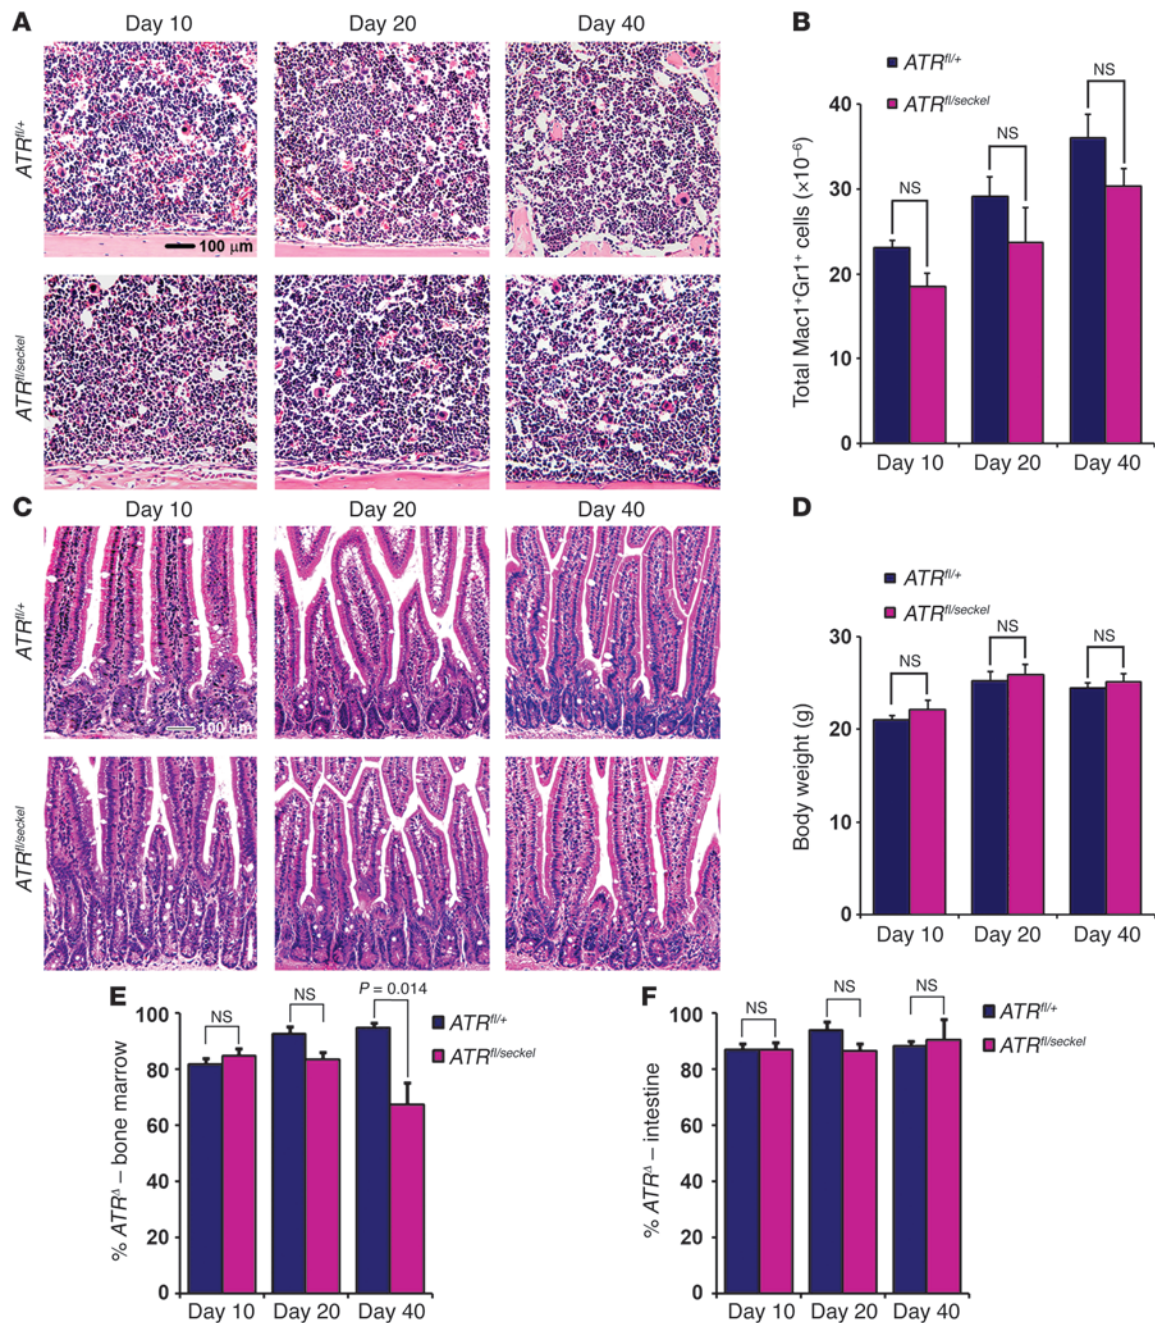 A
Day 10 Day 20 Day 40
ATRfl/+
100 μm
ATRfl/seckel
B
ATRfl/+
ATRfl/seckel
Total Mac1+Gr1+ cells (×10–6)
40
30
20
10
0
NS
NS
NS
Day 10 Day 20 Day 40
C
Day 10 Day 20 Day 40
ATRfl/+
100 μm
ATRfl/seckel
D
ATRfl/+
ATRfl/seckel
Body weight (g)
30
20
10
0
NS
NS
NS
Day 10 Day 20 Day 40
E
% ATRΔ – bone marrow
100
80
60
40
20
0
NS
NS
P = 0.014
ATRfl/+
ATRfl/seckel
Day 10 Day 20 Day 40
F
% ATRΔ – intestine
100
80
60
40
20
0
NS
NS
NS
ATRfl/+
ATRfl/seckel
Day 10 Day 20 Day 40